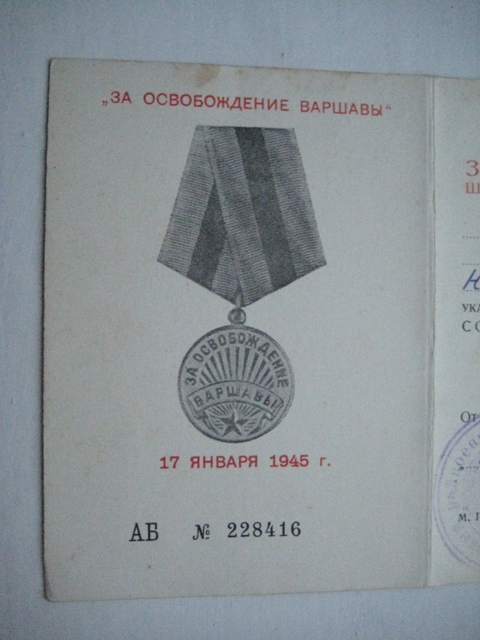 „ЗА ОСВОБОЖДЕНИЕ ВАРШАВЫ“
ЗА ОСВОБОЖДЕНИЕ
ВАРШАВЫ
17 ЯНВАРЯ 1945 г.
АБ № 228416